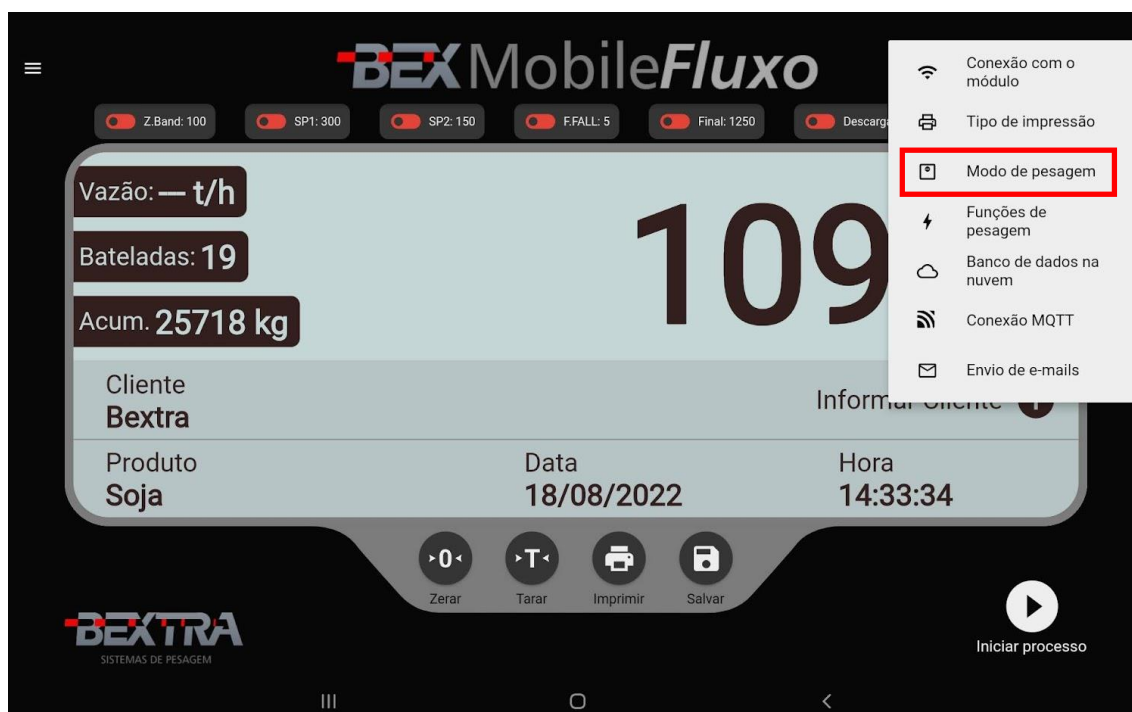 BEX MobileFluxo
Z.Band: 100
SP1: 300
SP2: 150
F.FALL: 5
Final: 1250
Descarga
Conexão com o
módulo
Tipo de impressão
Modo de pesagem
Funções de
pesagem
Banco de dados na
nuvem
Conexão MQTT
Envio de e-mails
Vazão: — t/h
Bateladas: 19
Acum. 25718 kg
109
Cliente
Bextra
Informar Cliente
Produto
Soja
Data
18/08/2022
Hora
14:33:34
>0<
Zerar
>T<
Tarar
Imprimir
Salvar
BEXTRA
SISTEMAS DE PESAGEM
Iniciar processo